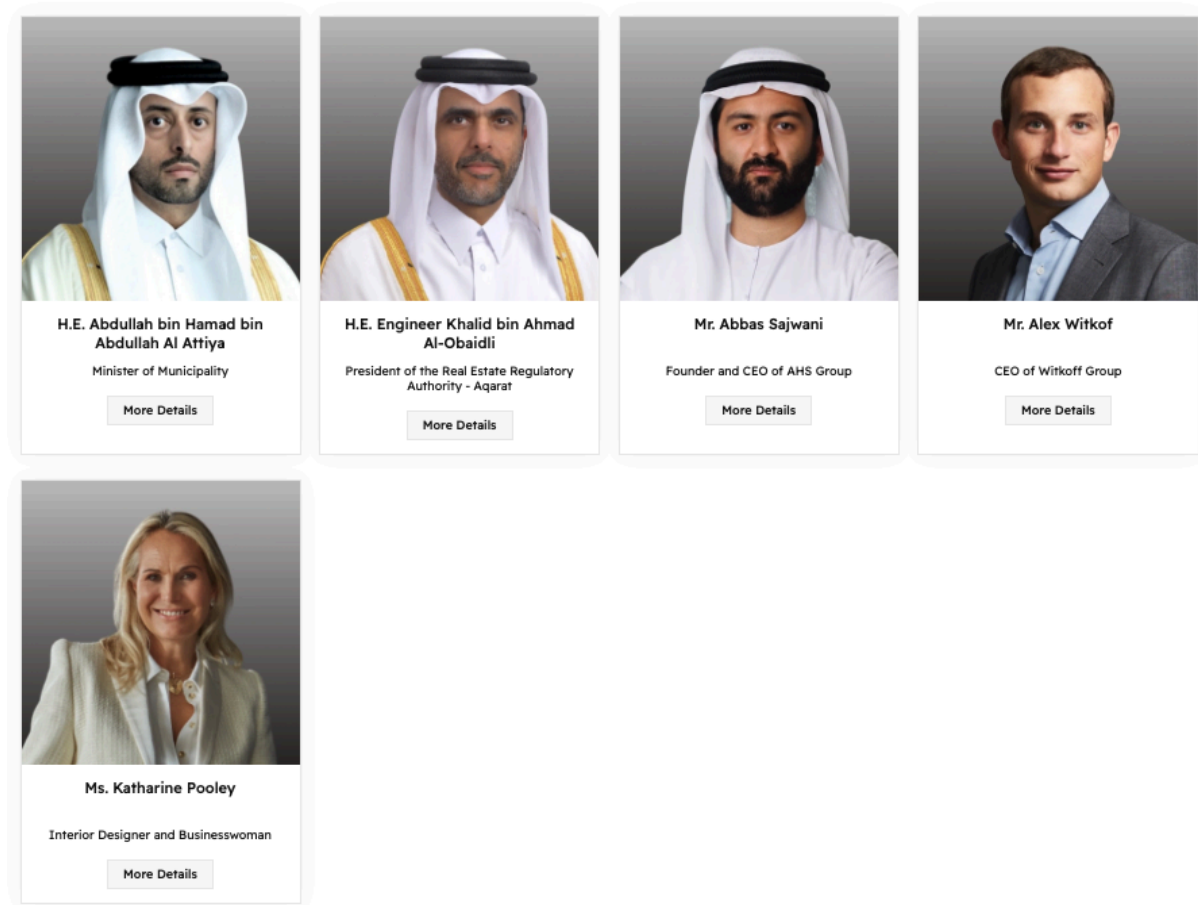 H.E. Abdullah bin Hamad bin
Abdullah Al Attiya
Minister of Municipality
More Details
H.E. Engineer Khalid bin Ahmad
Al-Obaidli
President of the Real Estate Regulatory
Authority - Aqarat
More Details
Mr. Abbas Sajwani
Founder and CEO of AHS Group
More Details
Mr. Alex Witkof
CEO of Witkoff Group
More Details
Ms. Katharine Pooley
Interior Designer and Businesswoman
More Details